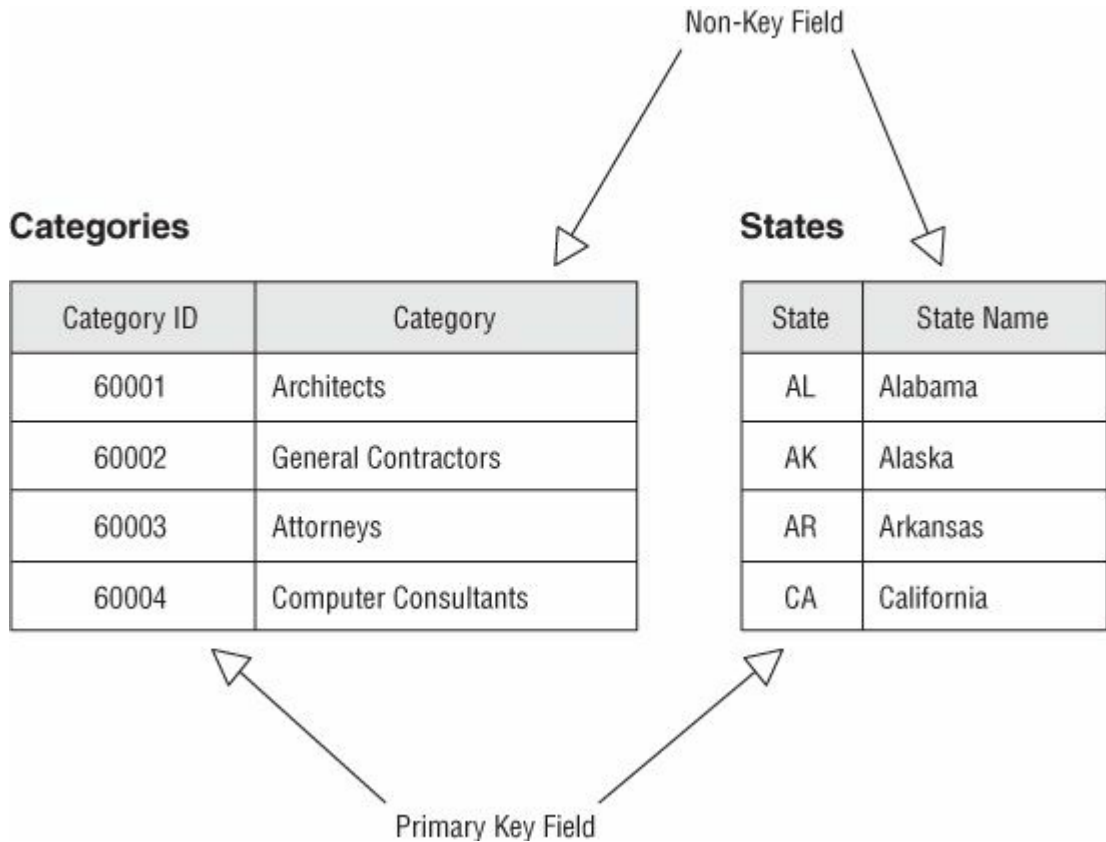 Non-Key Field
Categories
Category ID Category
60001 Architects
60002 General Contractors
60003 Attorneys
60004 Computer Consultants
States
State State Name
AL Alabama
AK Alaska
AR Arkansas
CA California
Primary Key Field